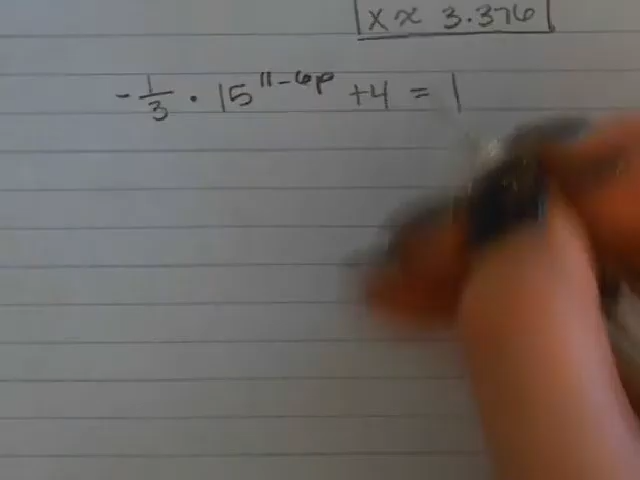 x ≈ 3.376
-1/3 · 15^(11-6p) + 4 = 1